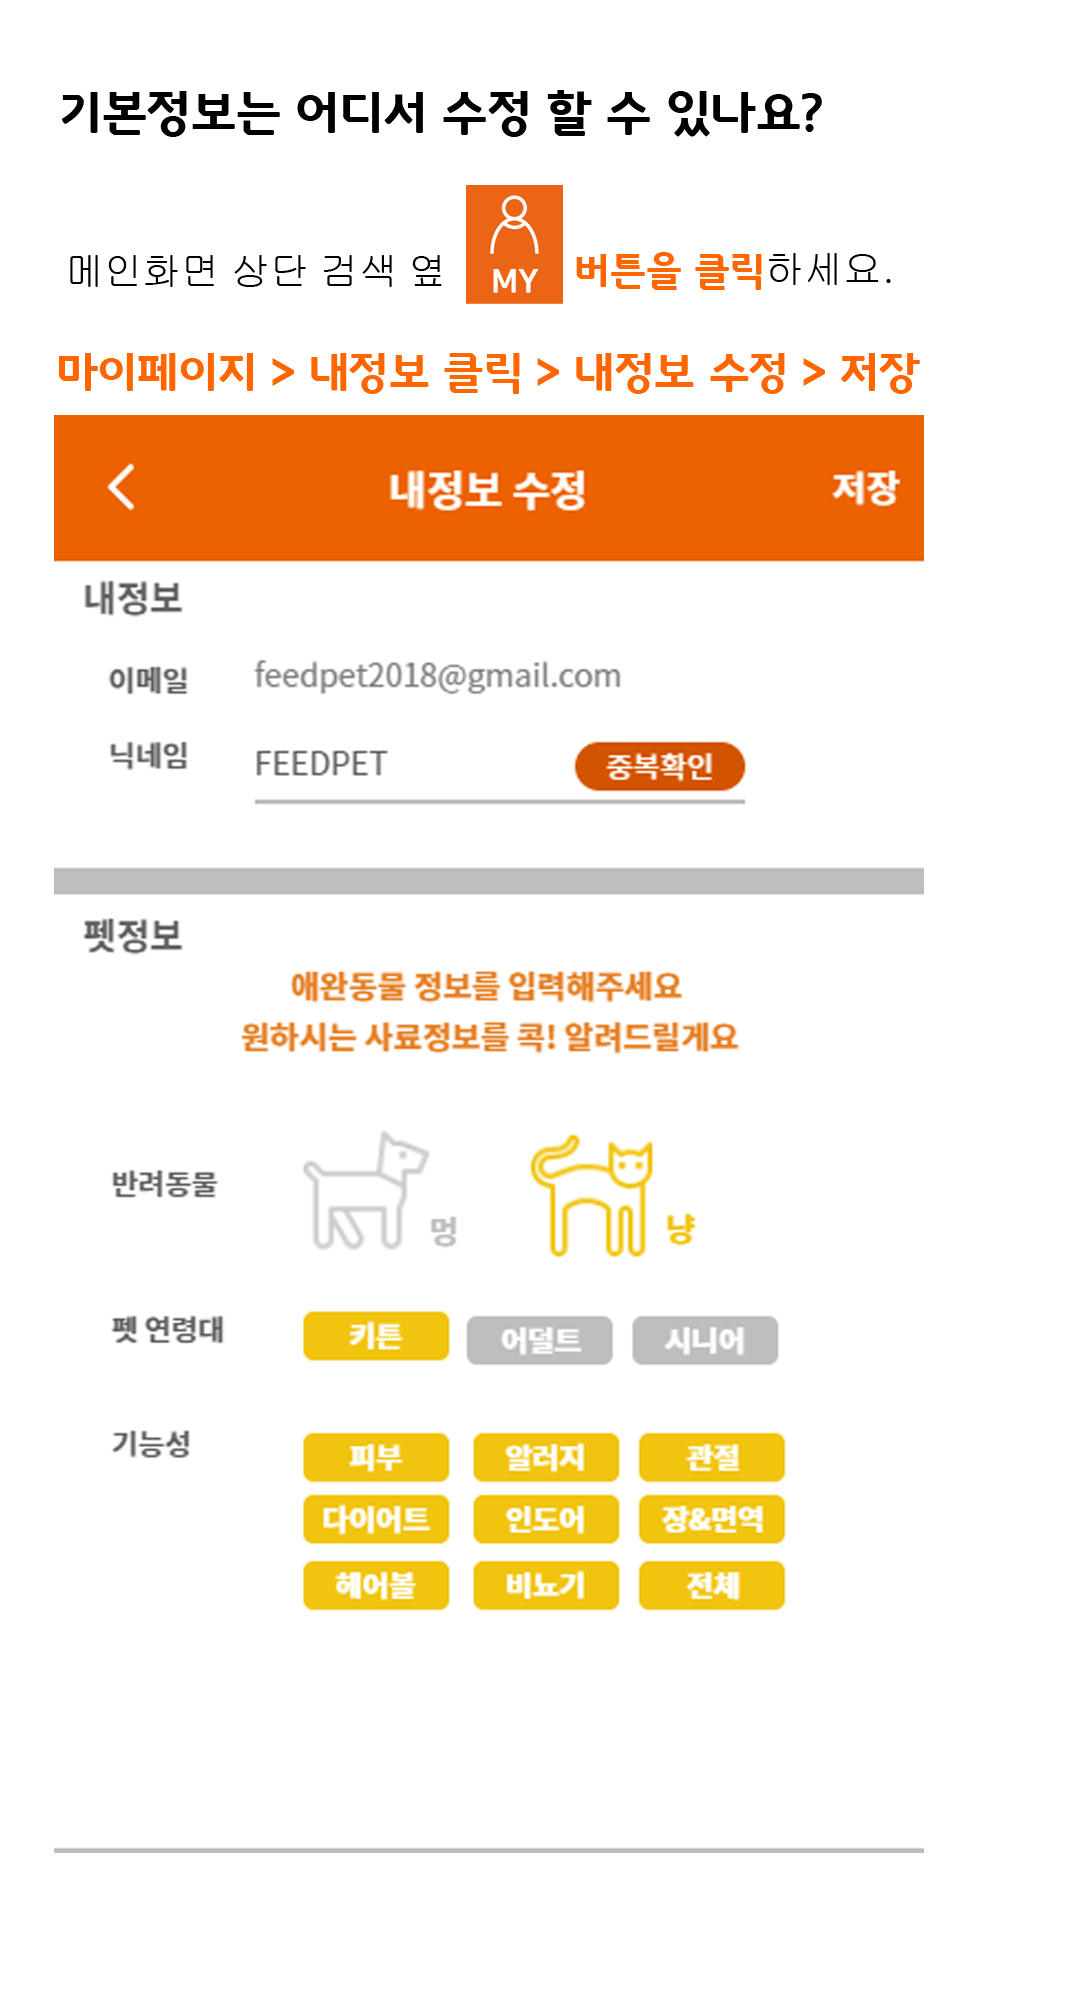 기본정보는 어디서 수정 할 수 있나요?
메인화면 상단 검색 옆 MY 버튼을 클릭하세요.
마이페이지 > 내정보 클릭 > 내정보 수정 > 저장
내정보 수정 저장
내정보
이메일 feedpet2018@gmail.com
닉네임 FEEDPET 중복확인
펫정보
애완동물 정보를 입력해주세요
원하시는 사료정보를 콕! 알려드릴게요
반려동물 멍 냥
펫 연령대 키튼 어덜트 시니어
기능성 피부 알러지 관절
다이어트 인도어 장&면역
헤어볼 비뇨기 전체